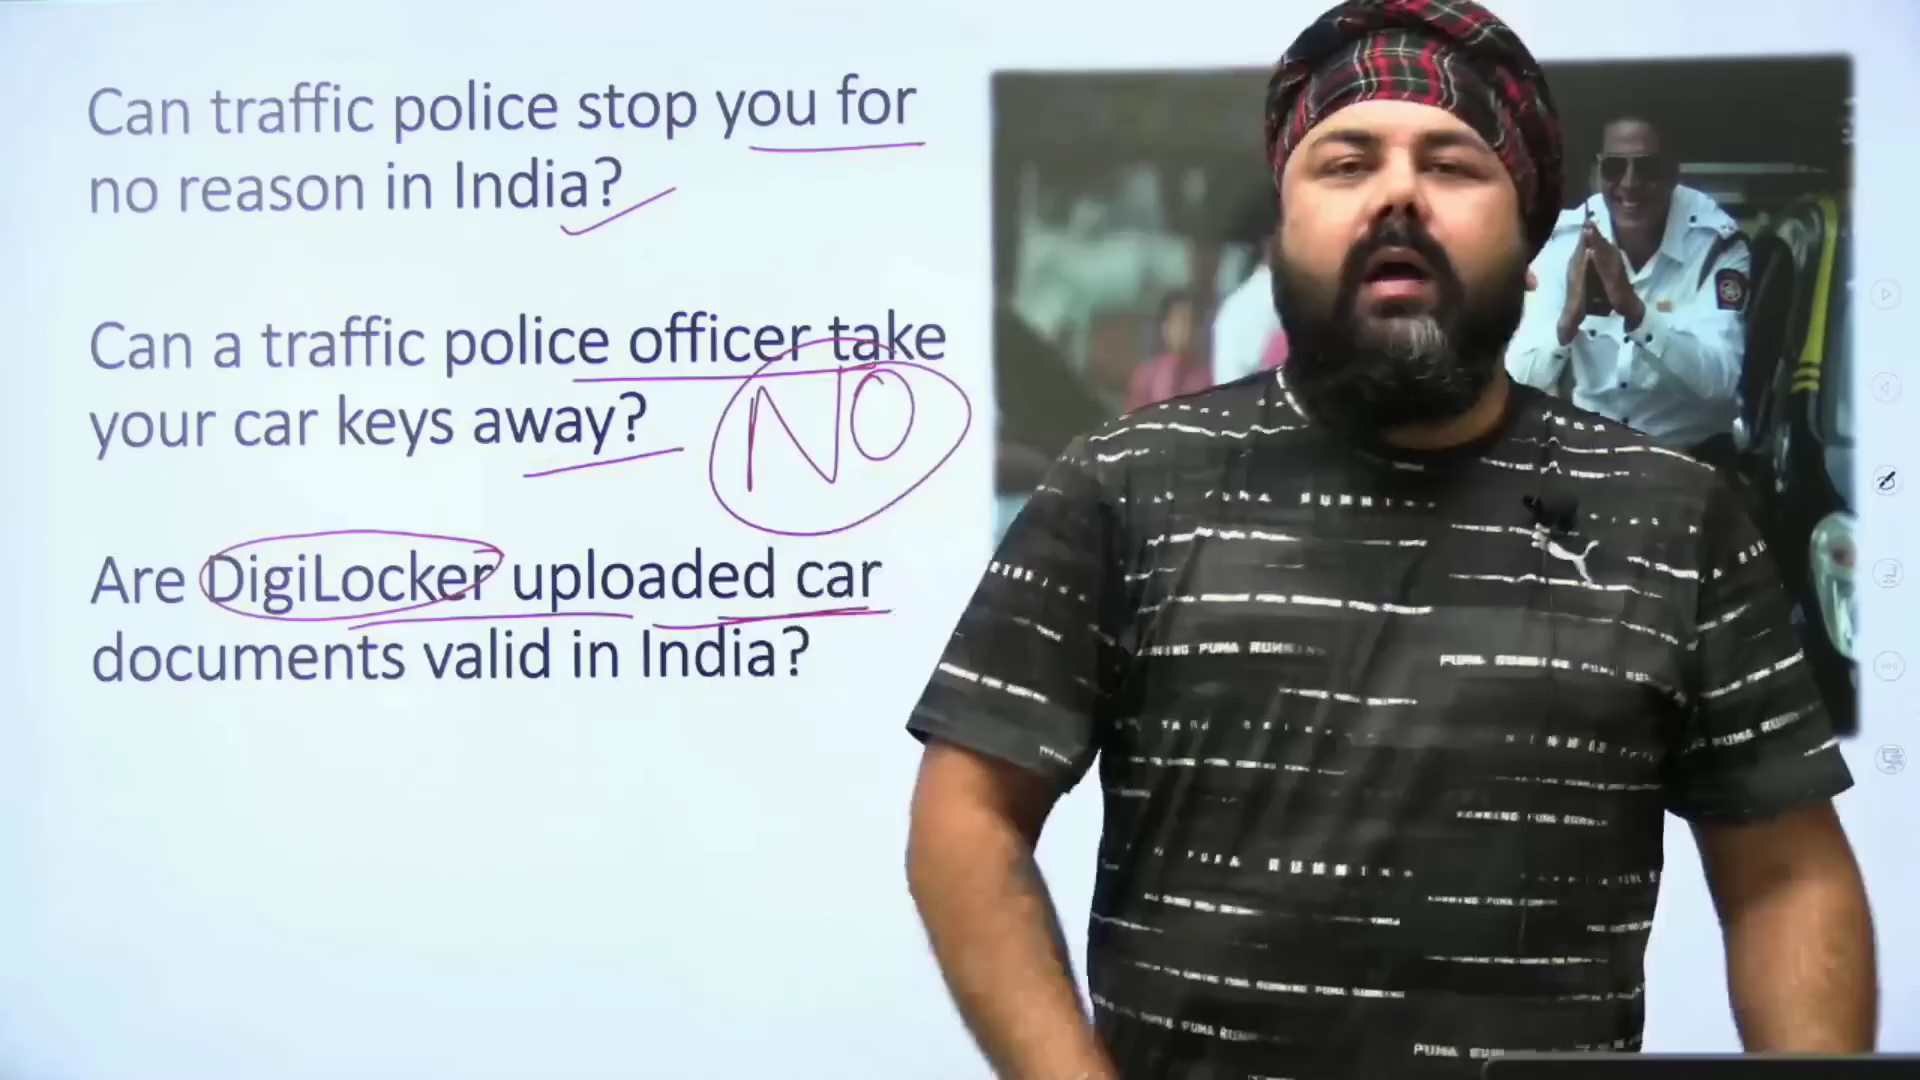 Can traffic police stop you for
no reason in India?
Can a traffic police officer take
your car keys away?
NO
Are DigiLocker uploaded car
documents valid in India?
PUMA RUNNING